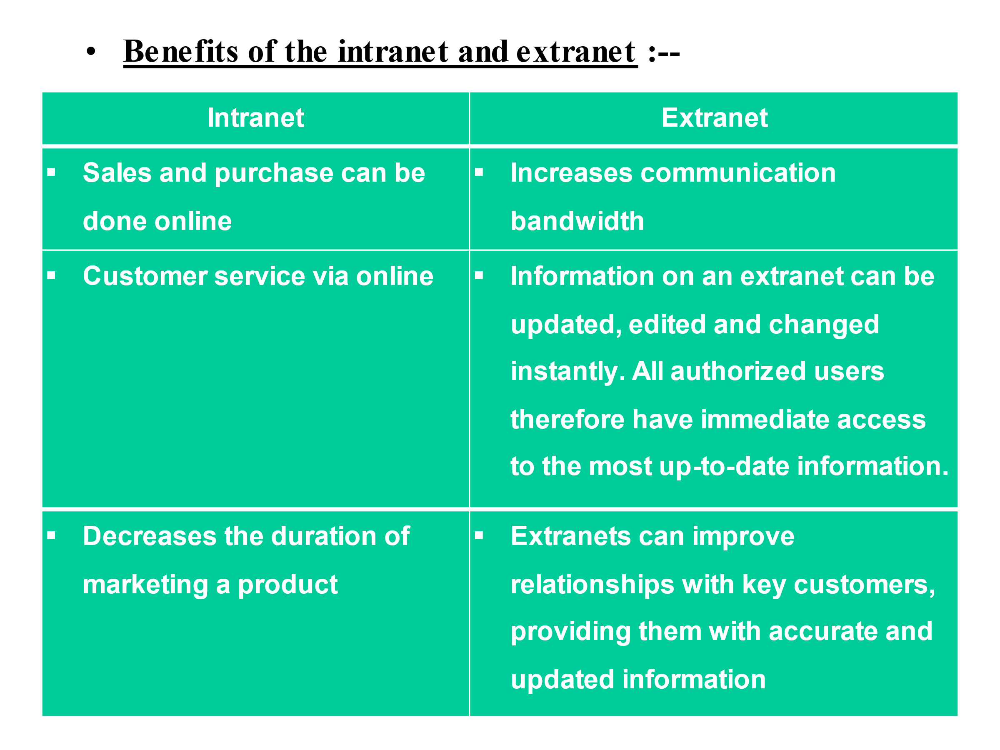 • Benefits of the intranet and extranet :--
Intranet
Extranet
▪ Sales and purchase can be
done online
▪ Increases communication
bandwidth
▪ Customer service via online
▪ Information on an extranet can be
updated, edited and changed
instantly. All authorized users
therefore have immediate access
to the most up-to-date information.
▪ Decreases the duration of
marketing a product
▪ Extranets can improve
relationships with key customers,
providing them with accurate and
updated information